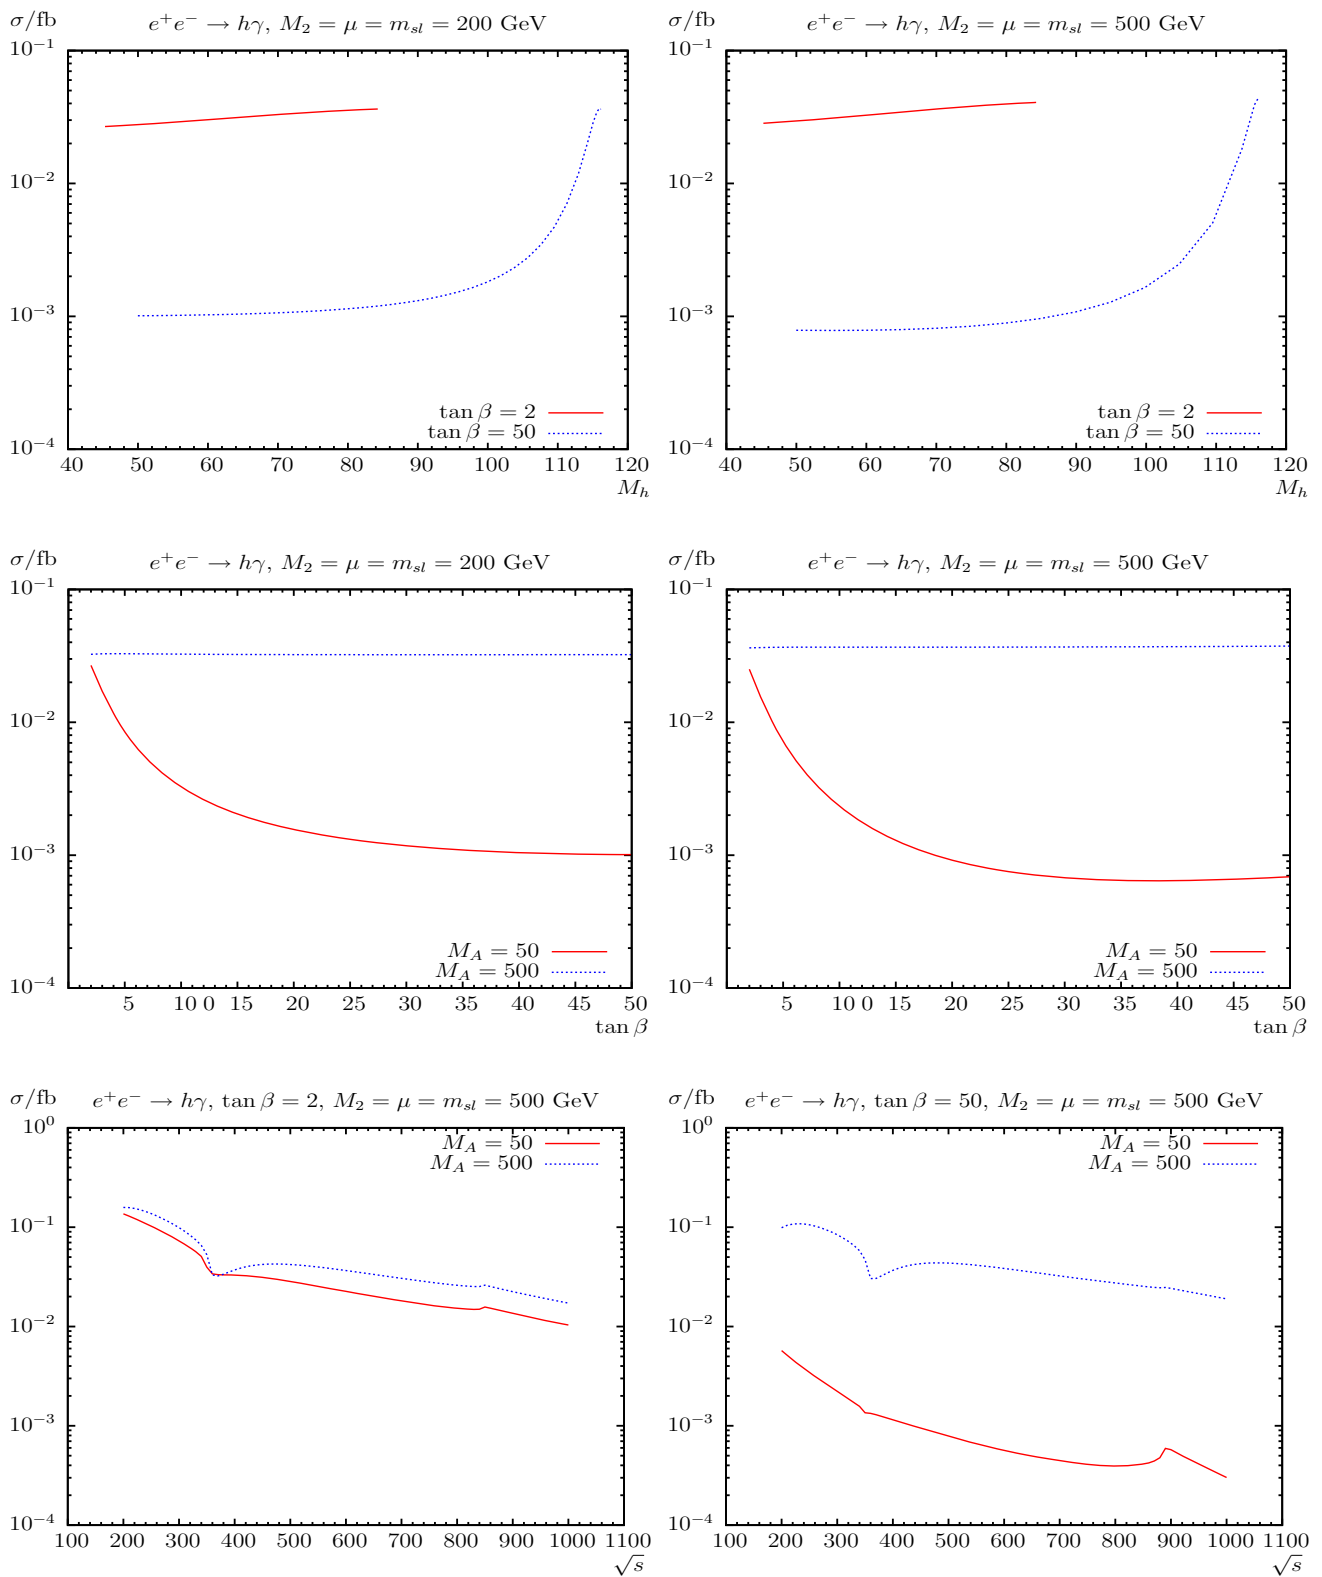 σ/fb e⁺e⁻ → hγ, M₂ = μ = mₛₗ = 200 GeV
10⁻¹
10⁻²
10⁻³
10⁻⁴
tan β = 2
tan β = 50
40 50 60 70 80 90 100 110 120
Mₕ
σ/fb e⁺e⁻ → hγ, M₂ = μ = mₛₗ = 500 GeV
10⁻¹
10⁻²
10⁻³
10⁻⁴
tan β = 2
tan β = 50
40 50 60 70 80 90 100 110 120
Mₕ
σ/fb e⁺e⁻ → hγ, M₂ = μ = mₛₗ = 200 GeV
10⁻¹
10⁻²
10⁻³
10⁻⁴
M_A = 50
M_A = 500
5 10 0 15 20 25 30 35 40 45 50
tan β
σ/fb e⁺e⁻ → hγ, M₂ = μ = mₛₗ = 500 GeV
10⁻¹
10⁻²
10⁻³
10⁻⁴
M_A = 50
M_A = 500
5 10 0 15 20 25 30 35 40 45 50
tan β
σ/fb e⁺e⁻ → hγ, tan β = 2, M₂ = μ = mₛₗ = 500 GeV
10⁰
M_A = 50
M_A = 500
10⁻¹
10⁻²
10⁻³
10⁻⁴
100 200 300 400 500 600 700 800 900 1000 1100
√s
σ/fb e⁺e⁻ → hγ, tan β = 50, M₂ = μ = mₛₗ = 500 GeV
10⁰
M_A = 50
M_A = 500
10⁻¹
10⁻²
10⁻³
10⁻⁴
100 200 300 400 500 600 700 800 900 1000 1100
√s